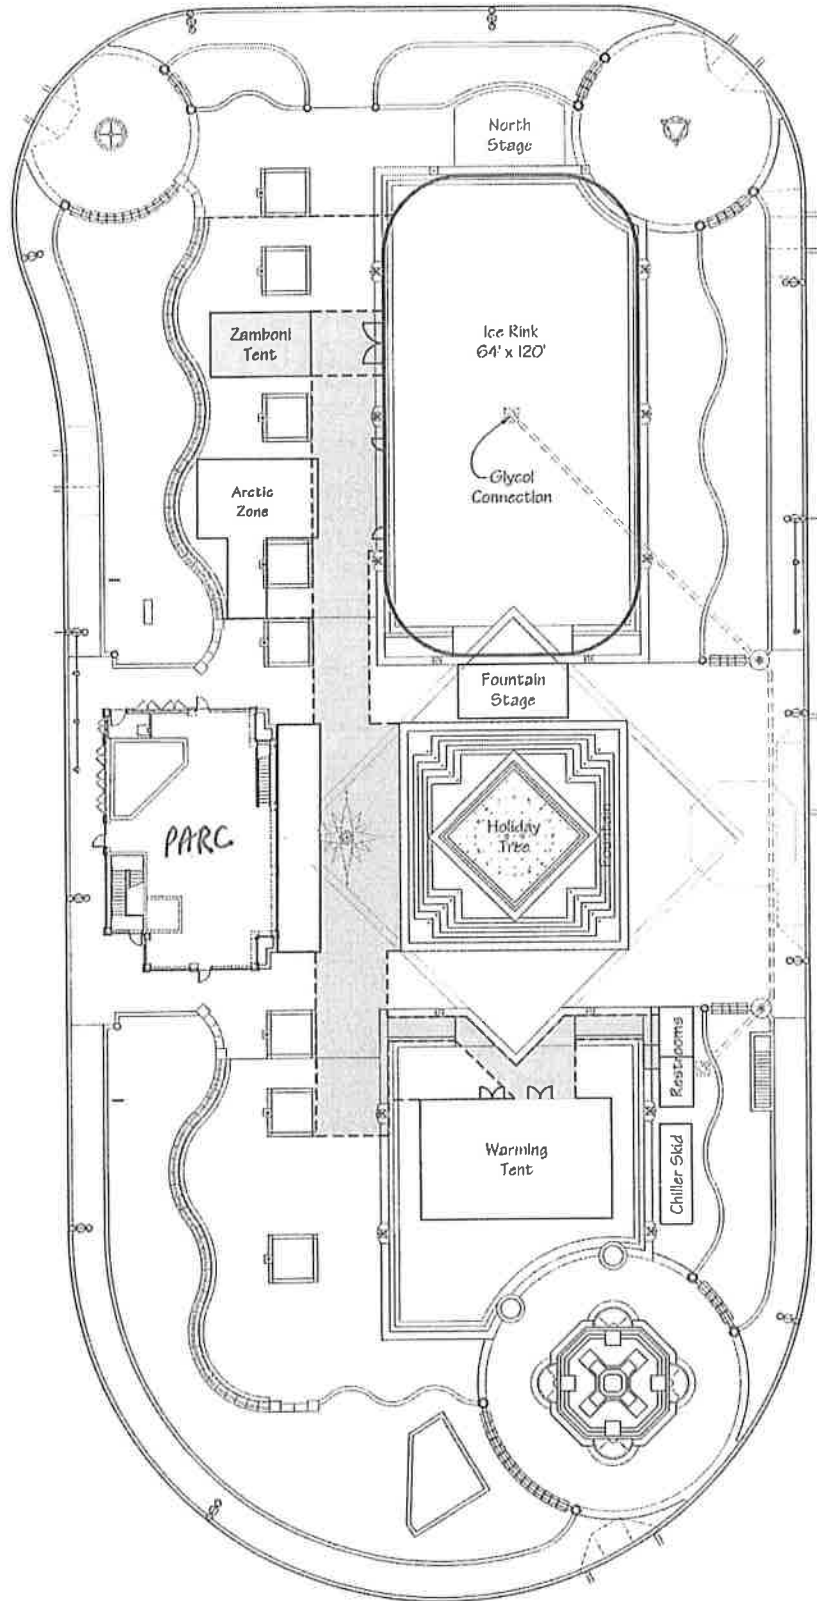 North
Stage
Zamboni
Tent
Ice Rink
64' x 120'
Arctic
Zone
Glycol
Connection
Fountain
Stage
PARC
Holiday
Tree
Fountain
Restrooms
Warming
Tent
Chiller Skid